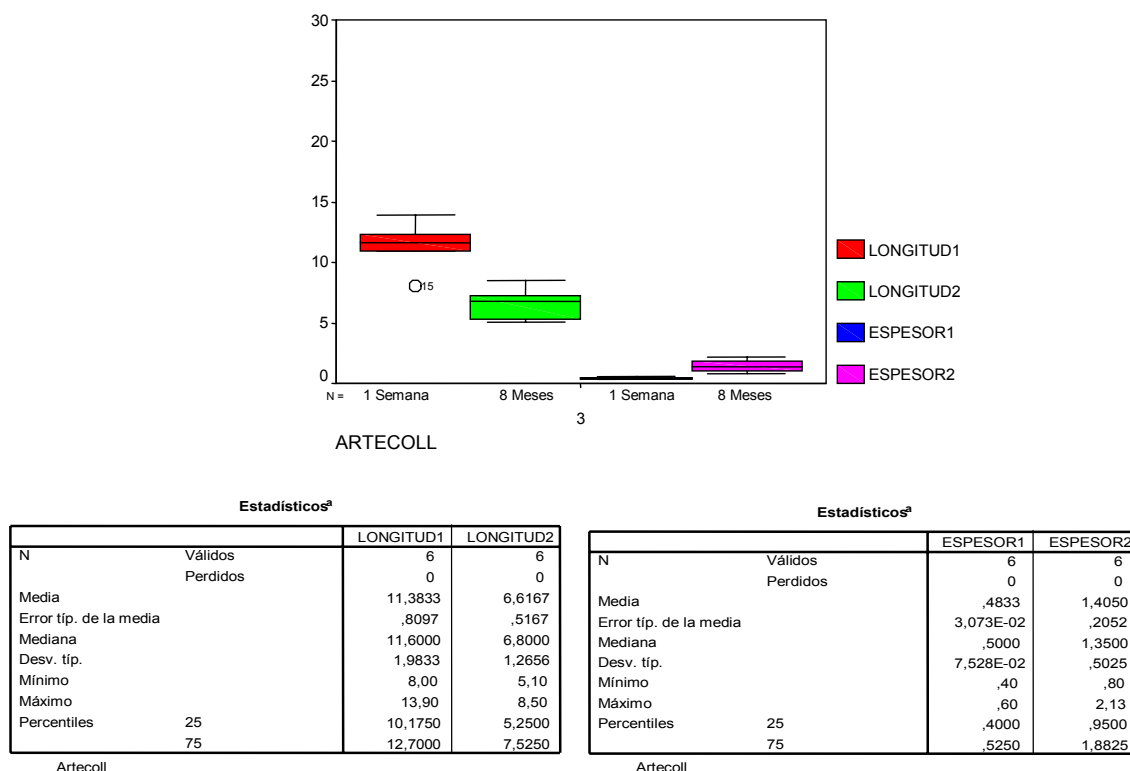 30
25
20
15
10
5
0
15
N = 1 Semana 8 Meses 1 Semana 8 Meses
3
ARTECOLL
LONGITUD1
LONGITUD2
ESPESOR1
ESPESOR2
Estadísticosª
LONGITUD1 LONGITUD2
N Válidos 6 6
Perdidos 0 0
Media 11,3833 6,6167
Error típ. de la media ,8097 ,5167
Mediana 11,6000 6,8000
Desv. típ. 1,9833 1,2656
Mínimo 8,00 5,10
Máximo 13,90 8,50
Percentiles 25 10,1750 5,2500
75 12,7000 7,5250
Artecoll
Estadísticosª
ESPESOR1 ESPESOR2
N Válidos 6 6
Perdidos 0 0
Media ,4833 1,4050
Error típ. de la media 3,073E-02 ,2052
Mediana ,5000 1,3500
Desv. típ. 7,528E-02 ,5025
Mínimo ,40 ,80
Máximo ,60 2,13
Percentiles 25 ,4000 ,9500
75 ,5250 1,8825
Artecoll